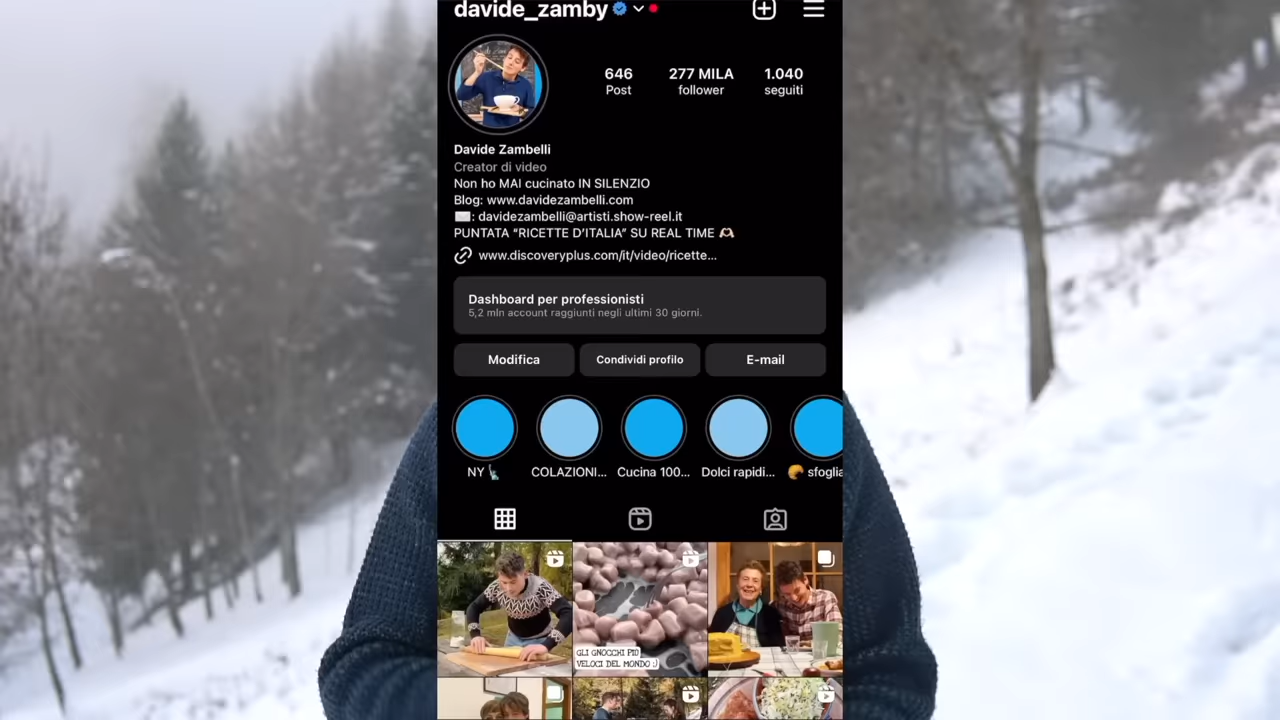 davide_zamby
646
277 MILA
1.040
Post
follower
seguiti
Davide Zambelli
Creator di video
Non ho MAI cucinato IN SILENZIO
Blog: www.davidezambelli.com
✉️: davidezambelli@artisti.show-reel.it
PUNTATA “RICETTE D’ITALIA” SU REAL TIME 🫶🏻
www.discoveryplus.com/it/video/ricette...
Dashboard per professionisti
5,2 mln account raggiunti negli ultimi 30 giorni.
Modifica
Condividi profilo
E-mail
NY🗽
COLAZIONI...
Cucina 100...
Dolci rapidi...
🥐 sfoglia
GLI GNOCCHI PIÙ
VELOCI DEL MONDO ;)